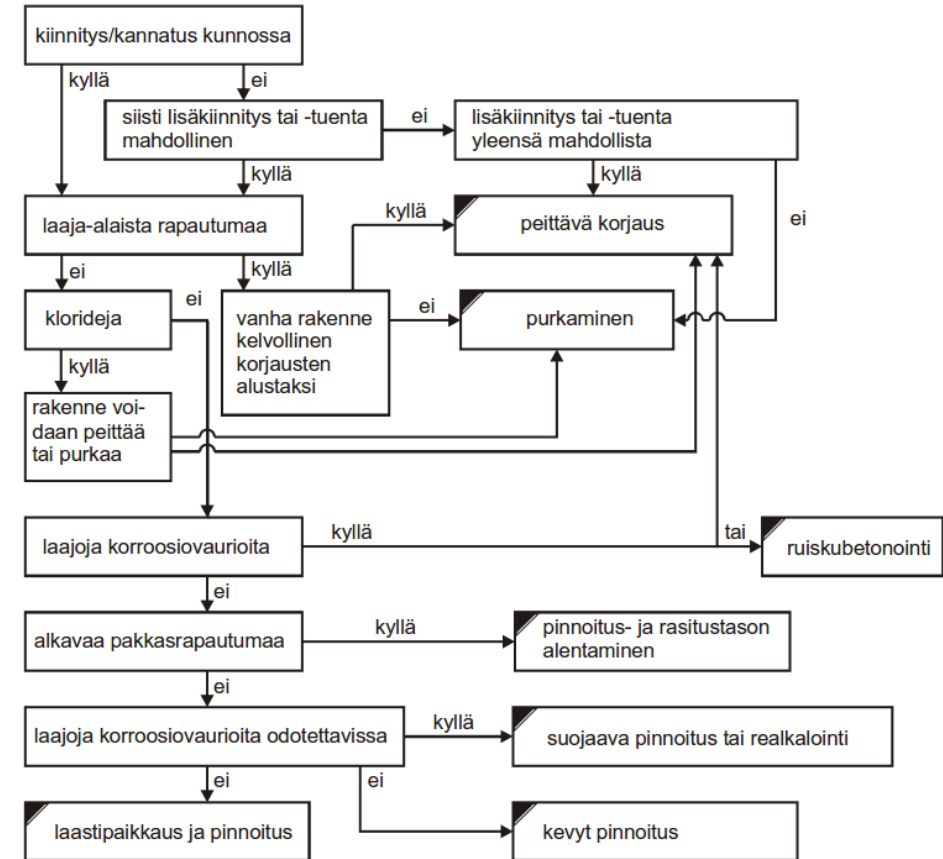 kiinnitys/kannatus kunnossa
kyllä
ei
siisti lisäkiinnitys tai -tuenta
mahdollinen
ei
lisäkiinnitys tai -tuenta
yleensä mahdollista
kyllä
kyllä
ei
laaja-alaista rapautumaa
kyllä
peittävä korjaus
ei
kyllä
klorideja
ei
vanha rakenne
kelvollinen
korjausten
alustaksi
ei
purkaminen
kyllä
rakenne voi-
daan peittää
tai purkaa
laajoja korroosiovaurioita
kyllä
tai
ruiskubetonointi
ei
alkavaa pakkasrapautumaa
kyllä
pinnoitus- ja rasitustason
alentaminen
ei
laajoja korroosiovaurioita odotettavissa
kyllä
suojaava pinnoitus tai realkalointi
ei
ei
laastipaikkaus ja pinnoitus
kevyt pinnoitus